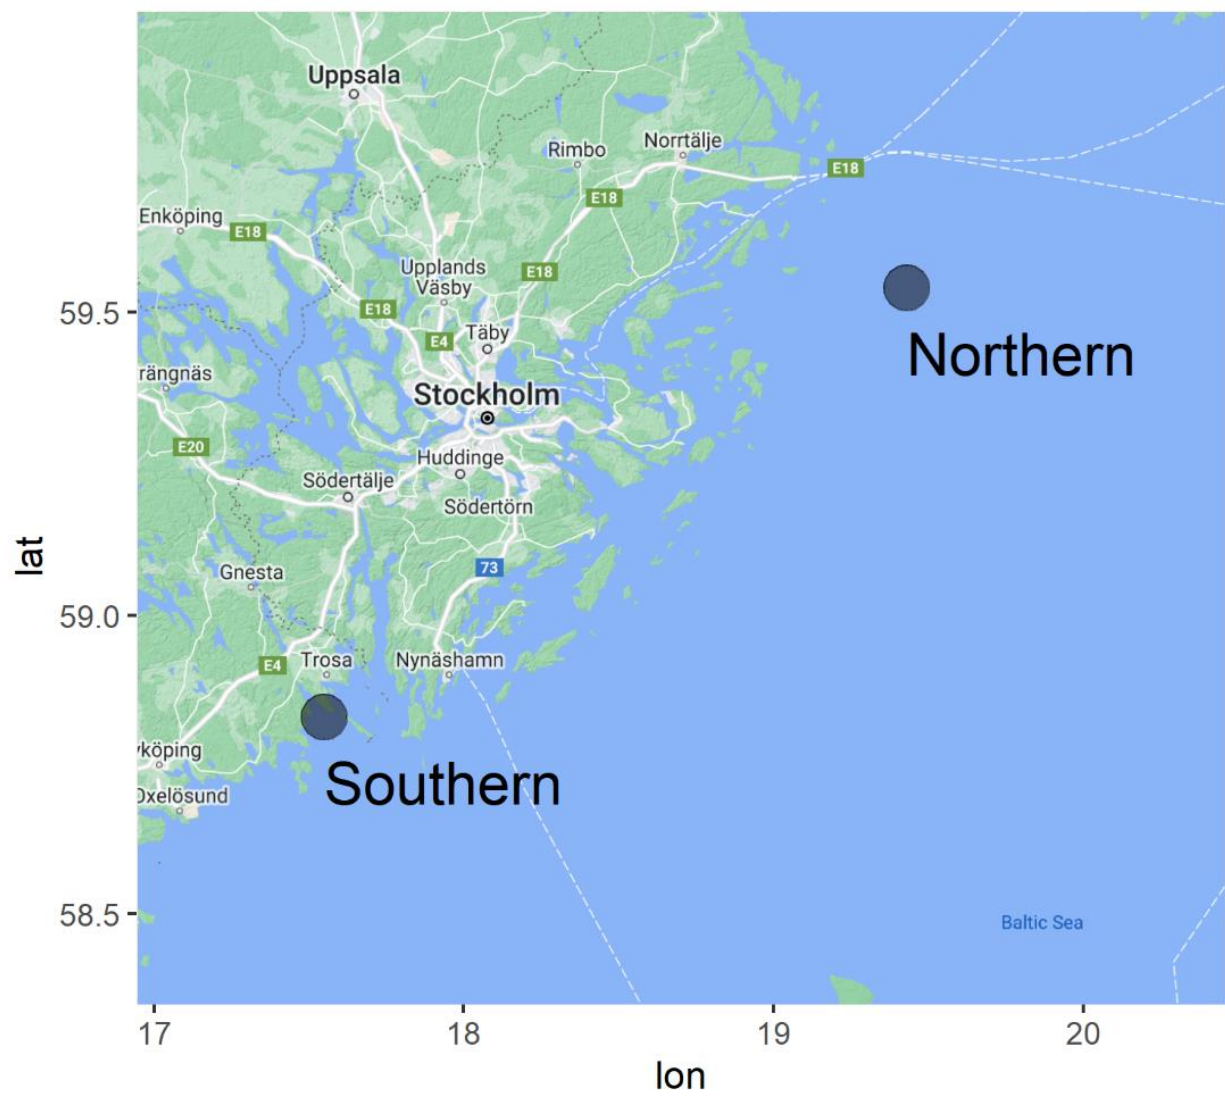 Uppsala
Rimbo
Norrtälje
E18
E18
Enköping
E18
Upplands
Väsby
E18
E18
59.5
E4
Täby
Northern
rängnäs
Stockholm
E20
Huddinge
Södertälje
Södertörn
lat
73
Gnesta
59.0
E4
Trosa
Nynäshamn
köping
Southern
Oxelösund
58.5
Baltic Sea
17
18
19
20
lon